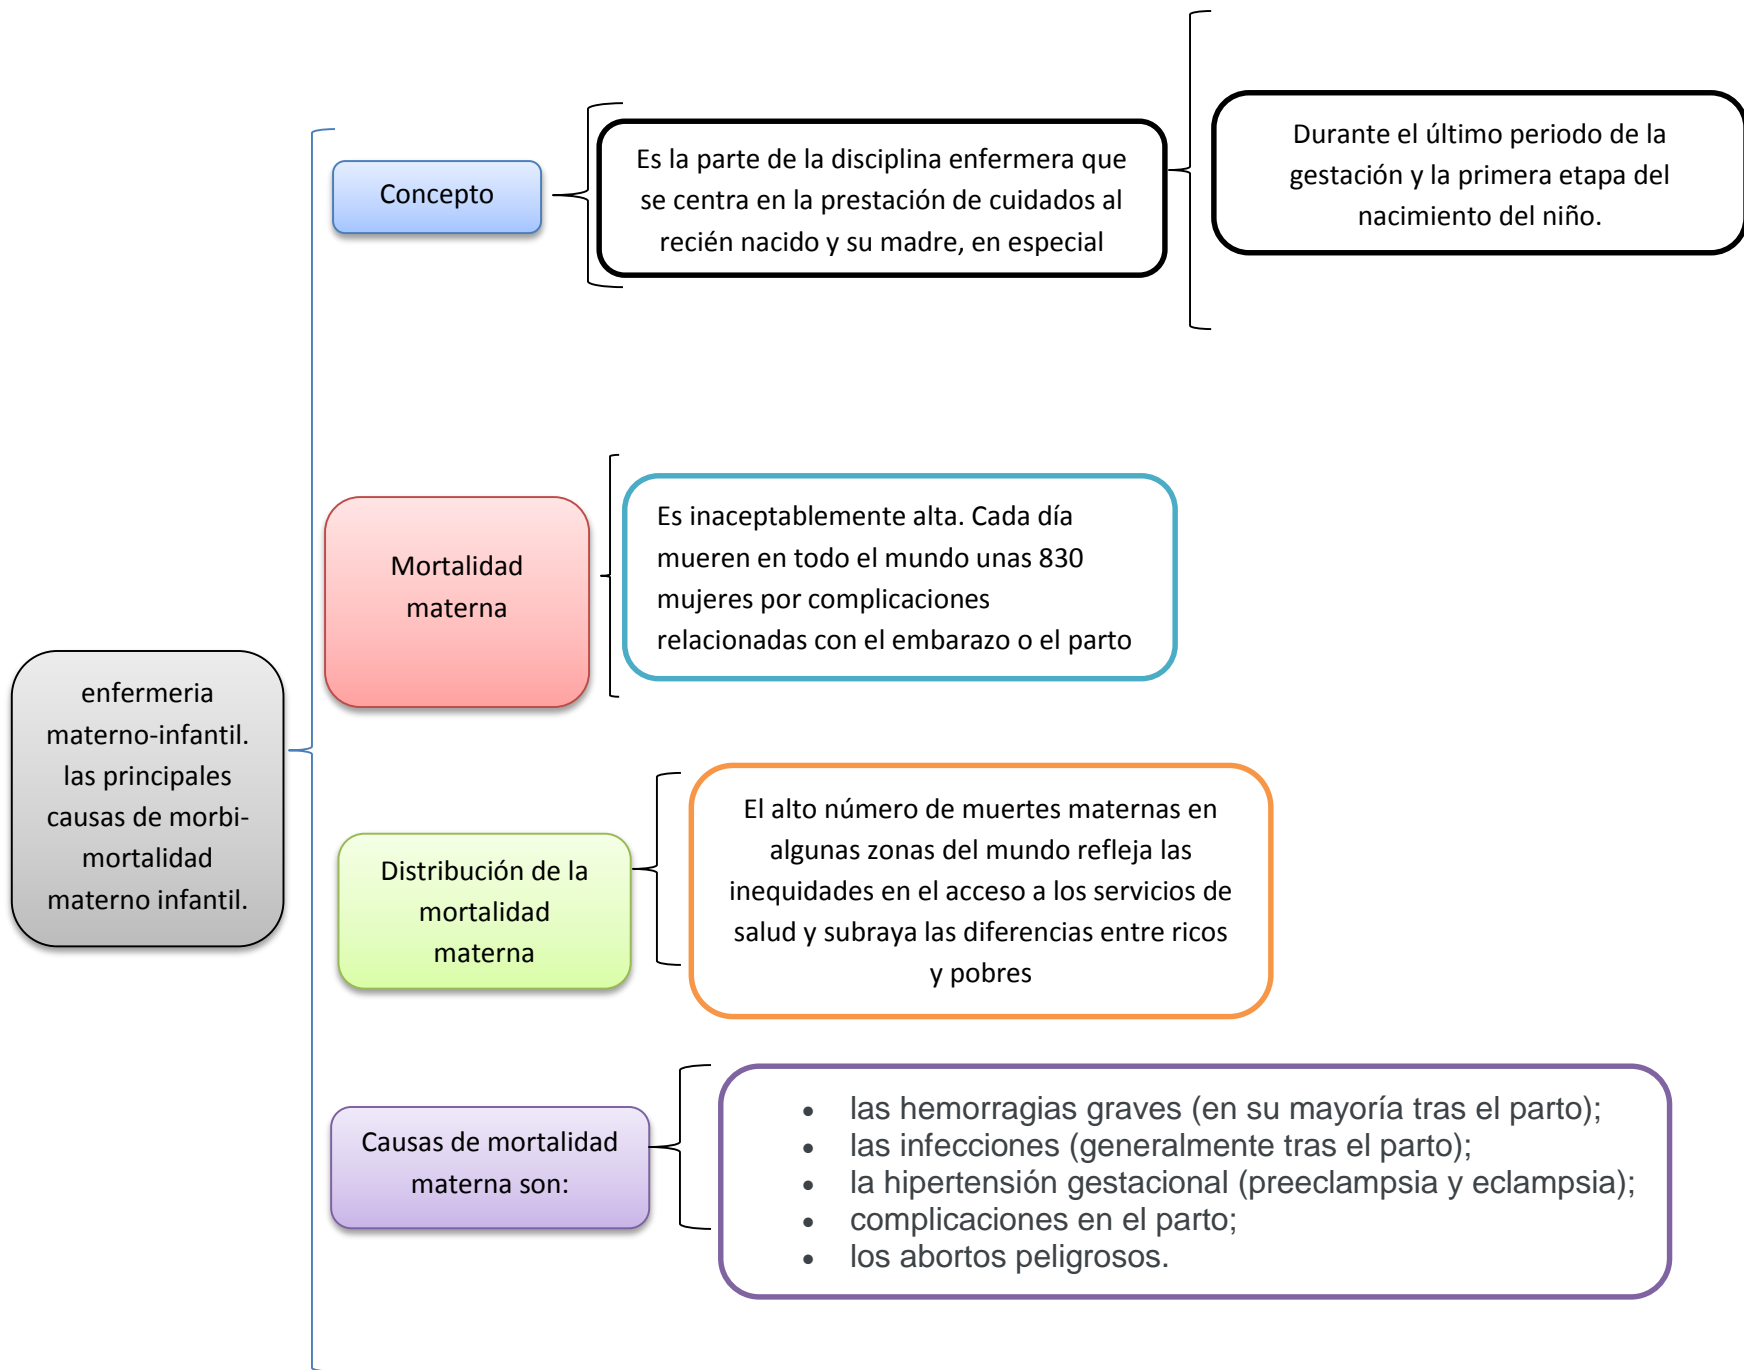 enfermeria
materno-infantil.
las principales
causas de morbi-
mortalidad
materno infantil.
Concepto
Es la parte de la disciplina enfermera que
se centra en la prestación de cuidados al
recién nacido y su madre, en especial
Durante el último periodo de la
gestación y la primera etapa del
nacimiento del niño.
Mortalidad
materna
Es inaceptablemente alta. Cada día
mueren en todo el mundo unas 830
mujeres por complicaciones
relacionadas con el embarazo o el parto
Distribución de la
mortalidad
materna
El alto número de muertes maternas en
algunas zonas del mundo refleja las
inequidades en el acceso a los servicios de
salud y subraya las diferencias entre ricos
y pobres
Causas de mortalidad
materna son:
• las hemorragias graves (en su mayoría tras el parto);
• las infecciones (generalmente tras el parto);
• la hipertensión gestacional (preeclampsia y eclampsia);
• complicaciones en el parto;
• los abortos peligrosos.